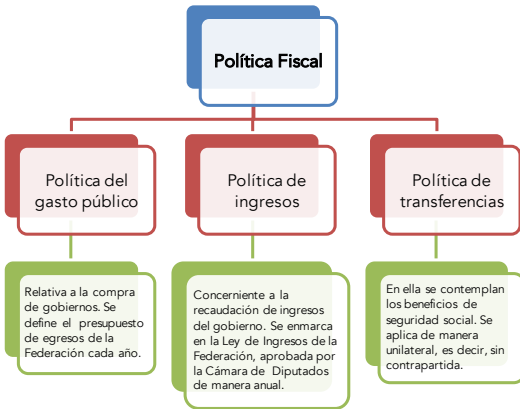 Política Fiscal
Política del
gasto público
Política de
ingresos
Política de
transferencias
Relativa a la compra
de gobiernos. Se
define el presupuesto
de egresos de la
Federación cada año.
Concerniente a la
recaudación de ingresos
del gobierno. Se enmarca
en la Ley de Ingresos de la
Federación, aprobada por
la Cámara de Diputados
de manera anual.
En ella se contemplan
los beneficios de
seguridad social. Se
aplica de manera
unilateral, es decir, sin
contrapartida.